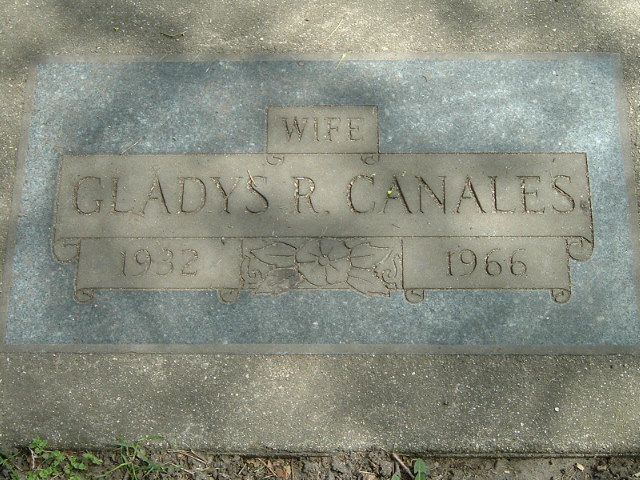 WIFE
GLADYS R. CANALES
1932 1966